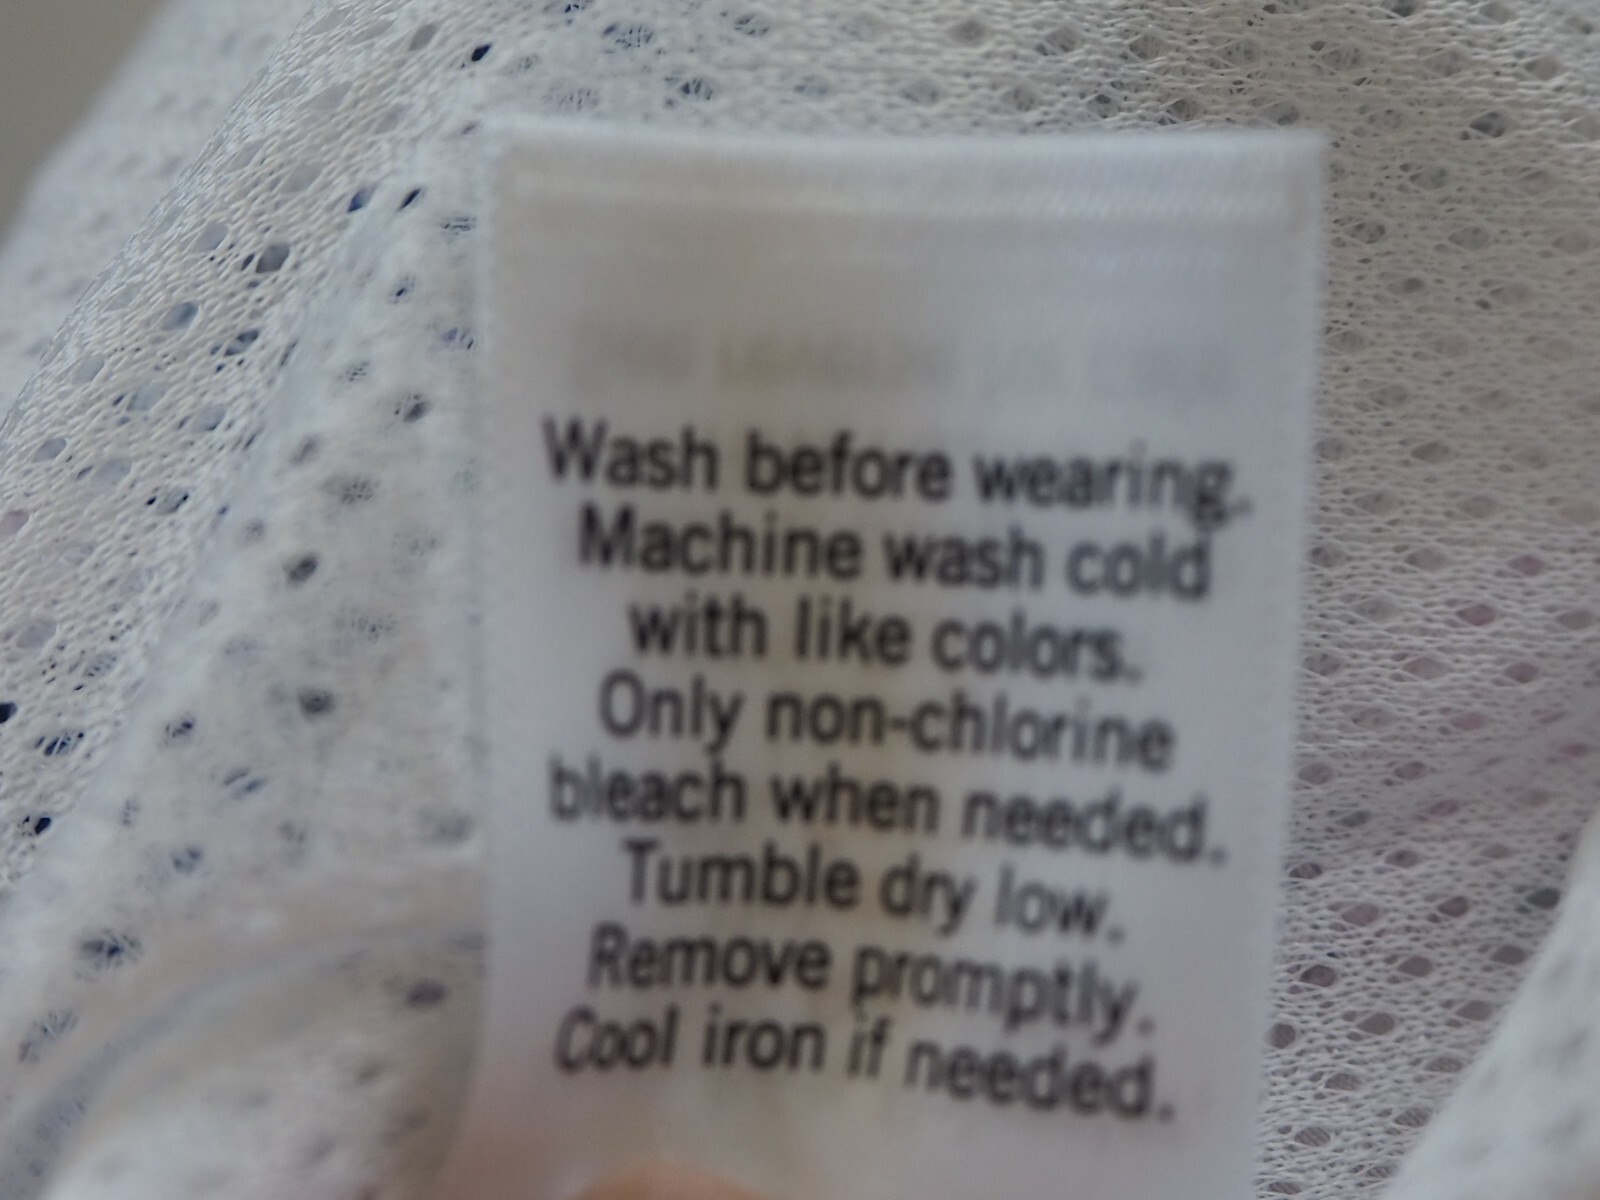 Wash before wearing.
Machine wash cold
with like colors.
Only non-chlorine
bleach when needed.
Tumble dry low.
Remove promptly.
Cool iron if needed.